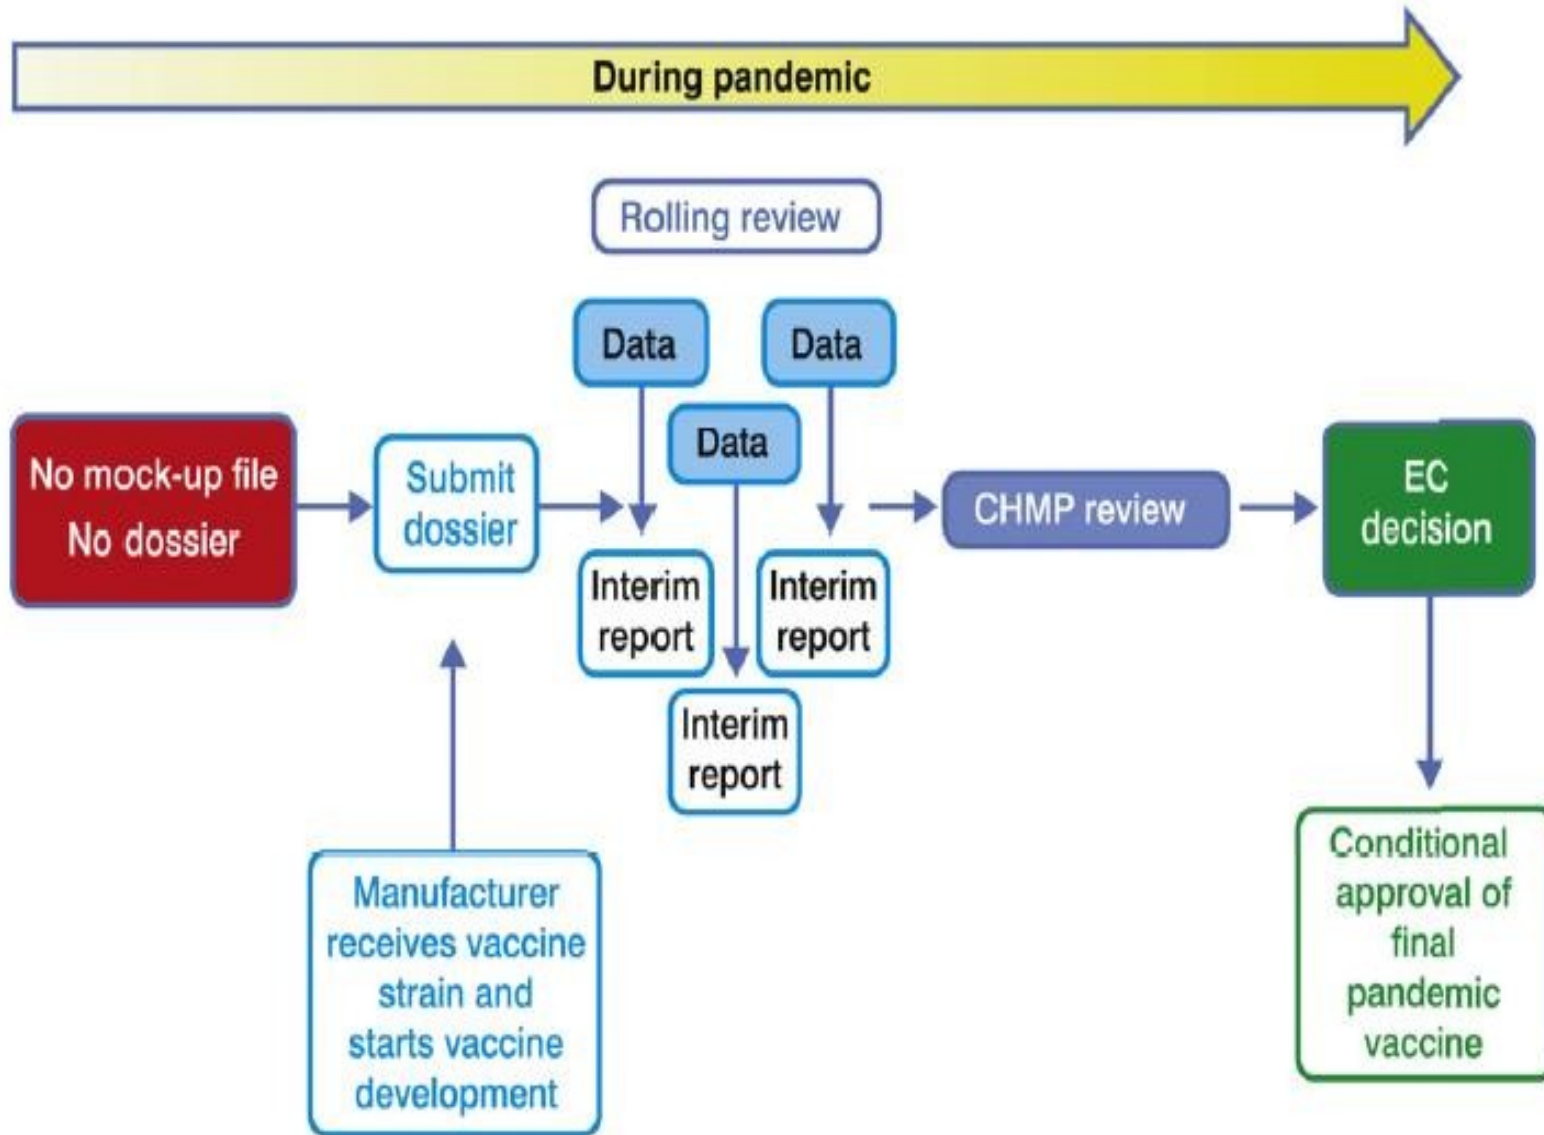 During pandemic
Rolling review
No mock-up file
No dossier
Submit
dossier
Manufacturer
receives vaccine
strain and
starts vaccine
development
Data
Data
Data
Interim
report
Interim
report
Interim
report
CHMP review
EC
decision
Conditional
approval of
final
pandemic
vaccine